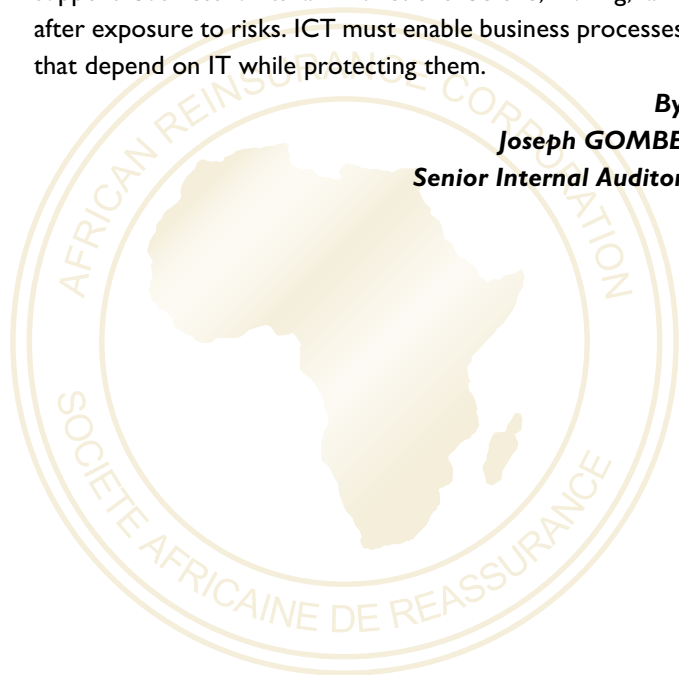 after exposure to risks. ICT must enable business processes
that depend on IT while protecting them.
By
Joseph GOMBE
Senior Internal Auditor
AFRICAN REINSURANCE CORPORATION
SOCIETE AFRICAINE DE REASSURANCE